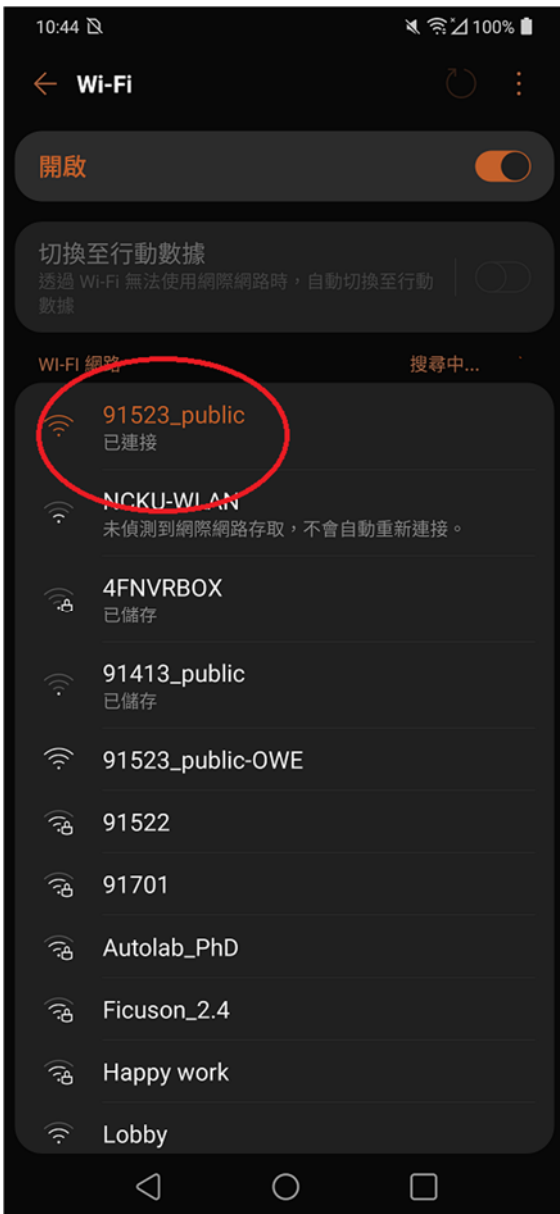 10:44
100%
Wi-Fi
開啟
切換至行動數據
透過 Wi-Fi 無法使用網際網路時，自動切換至行動
數據
WI-FI 網路
搜尋中...
91523_public
已連接
NCKU-WLAN
未偵測到網際網路存取，不會自動重新連接。
4FNVRBOX
已儲存
91413_public
已儲存
91523_public-OWE
91522
91701
Autolab_PhD
Ficuson_2.4
Happy work
Lobby